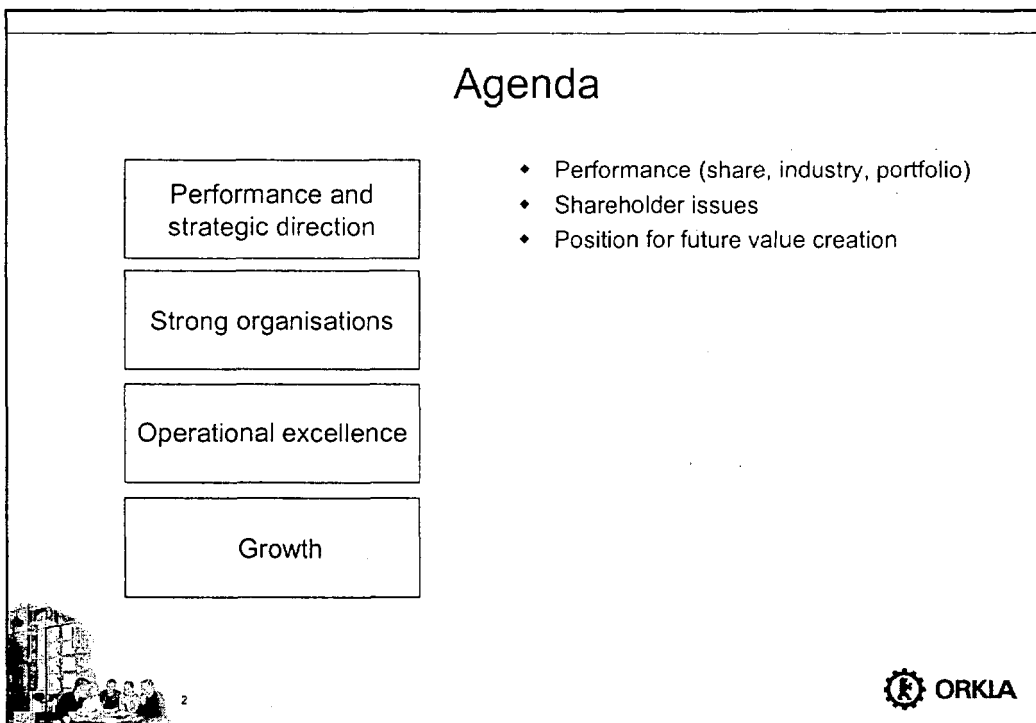 Agenda
Performance and
strategic direction
Strong organisations
Operational excellence
Growth
◆ Performance (share, industry, portfolio)
◆ Shareholder issues
◆ Position for future value creation
2
ORKLA